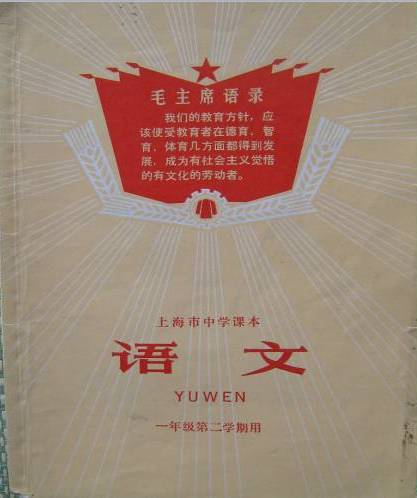 毛主席语录
我们的教育方针，应
该使受教育者在德育、智
育、体育几方面都得到发
展，成为有社会主义觉悟
的有文化的劳动者。
上海市中学课本
语文
YUWEN
一年级第二学期用